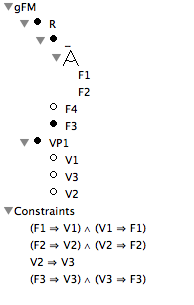 gFM
R
_
F1
F2
F4
F3
VP1
V1
V3
V2
Constraints
(F1 ⇒ V1) ∧ (V1 ⇒ F1)
(F2 ⇒ V2) ∧ (V2 ⇒ F2)
V2 ⇒ V3
(F3 ⇒ V3) ∧ (V3 ⇒ F3)